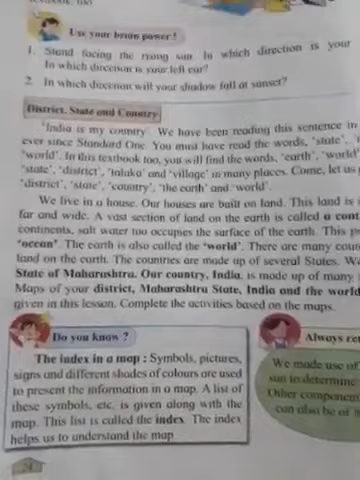 Use your brain power!
1. Stand facing the rising sun. In which direction is your
In which direction is your left ear?
2. In which direction will your shadow fall at sunset?
District, State and Country
'India is my country'. We have been reading this sentence in
ever since Standard One. You must have read the words, 'state',
'world'. In this textbook too, you will find the words, 'earth', 'world'
'state', 'district', 'taluka' and 'village' in many places. Come, let us
'district', 'state', 'country', 'the earth' and 'world'.
We live in a house. Our houses are built on land. This land is
far and wide. A vast section of land on the earth is called a
continents, salt water too occupies the surface of the earth. This
'ocean'. The earth is also called the 'world'. There are many
land on the earth. The countries are made up of several States.
State of Maharashtra. Our country, India, is made up of many
Maps of your district, Maharashtra State, India and the world
given in this lesson. Complete the activities based on the maps.
Do you know?
The index in a map : Symbols, pictures,
signs and different shades of colours are used
to present the information in a map. A list of
these symbols, etc. is given along with the
map. This list is called the index. The index
helps us to understand the map.
Always
We made use of
sun to determine
Other
can also be
24